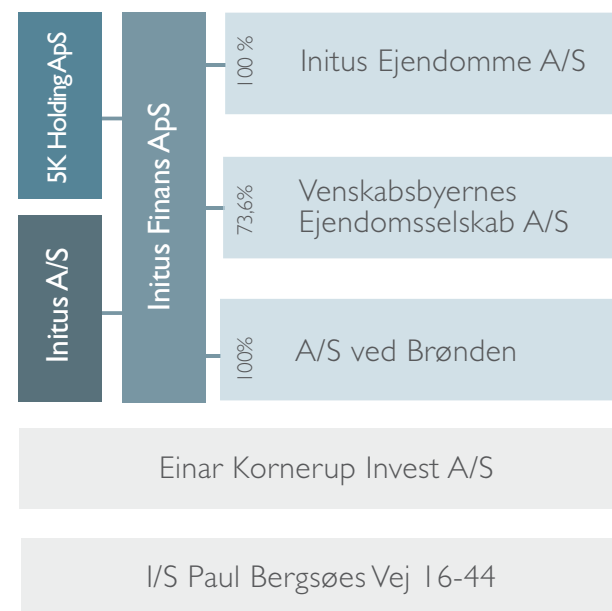 5K Holding ApS
Initus A/S
Initus Finans ApS
100 %
Initus Ejendomme A/S
73,6%
Venskabsbyernes
Ejendomsselskab A/S
100%
A/S ved Brønden
Einar Kornerup Invest A/S
I/S Paul Bergsøes Vej 16-44